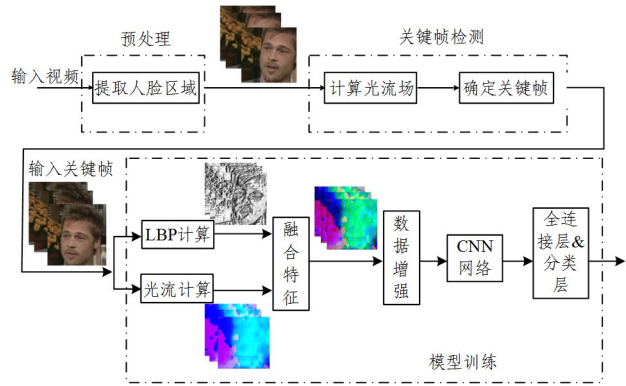 预处理
关键帧检测
输入视频
提取人脸区域
计算光流场
确定关键帧
输入关键帧
LBP计算
光流计算
融
合
特
征
数
据
增
强
CNN
网络
全连
接层&
分类
层
模型训练